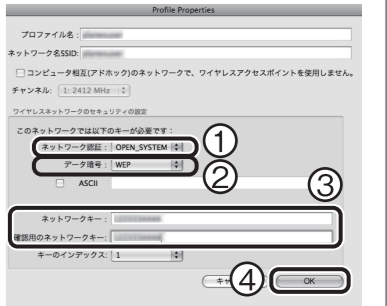 Profile Properties
プロファイル名：
ネットワーク名SSID:
コンピュータ相互(アドホック)のネットワークで、ワイヤレスアクセスポイントを使用しません。
チャンネル: 1: 2412 MHz
ワイヤレスネットワークのセキュリティの設定
このネットワークでは以下のキーが必要です：
ネットワーク認証： OPEN_SYSTEM ①
データ暗号： WEP ②
ASCII ③
ネットワークキー：
確認用のネットワークキー：
キーのインデックス： 1
キャ ④ OK